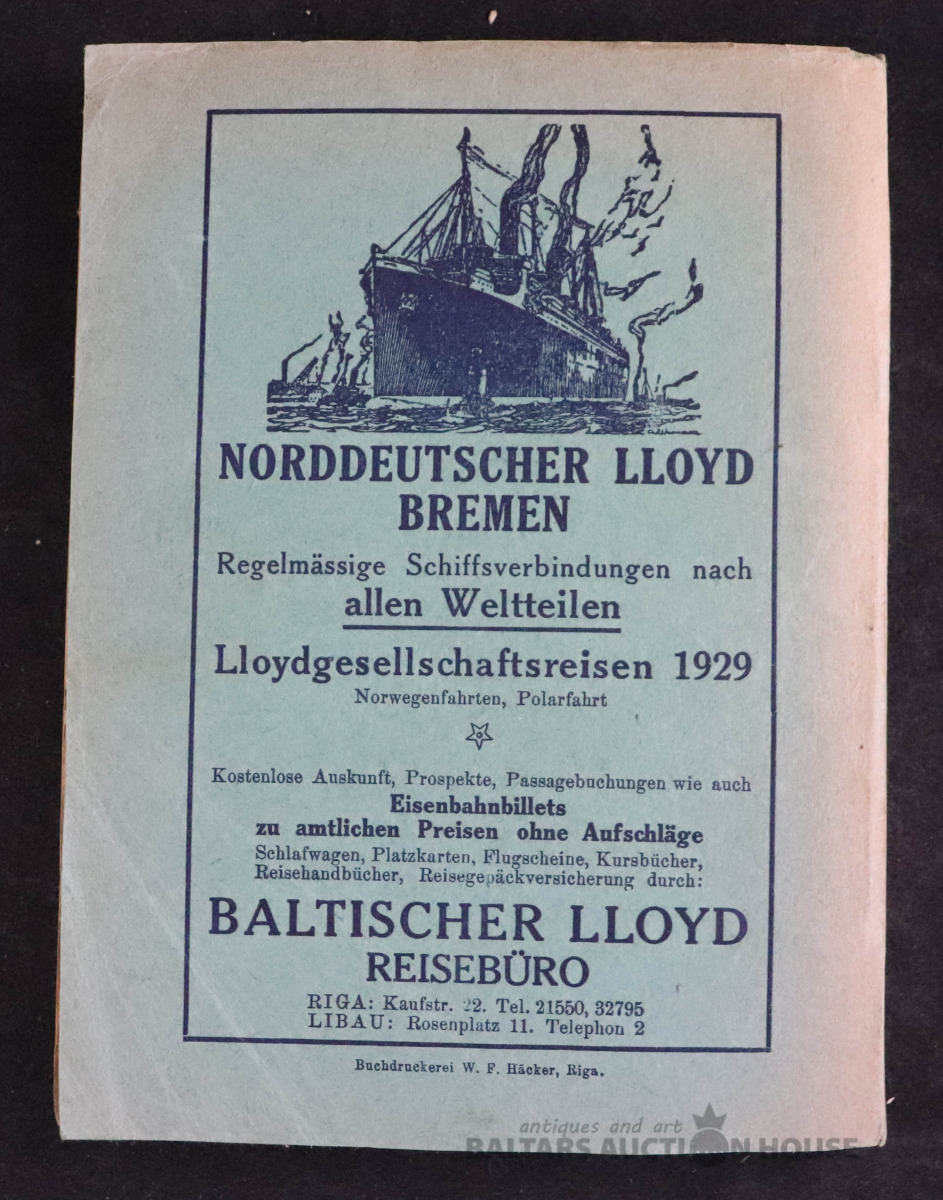 NORDDEUTSCHER LLOYD
BREMEN
Regelmässige Schiffsverbindungen nach
allen Weltteilen
Lloydgesellschaftsreisen 1929
Norwegenfahrten, Polarfahrt
Kostenlose Auskunft, Prospekte, Passagebuchungen wie auch
Eisenbahnbillets
zu amtlichen Preisen ohne Aufschläge
Schlafwagen, Platzkarten, Flugscheine, Kursbücher,
Reisehandbücher, Reisegepäckversicherung durch:
BALTISCHER LLOYD
REISEBÜRO
RIGA: Kaufstr. 22. Tel. 21550, 32795
LIBAU: Rosenplatz 11. Telephon 2
Buchdruckerei W. F. Häcker, Riga.
antiques and art
BALTARS AUCTION HOUSE